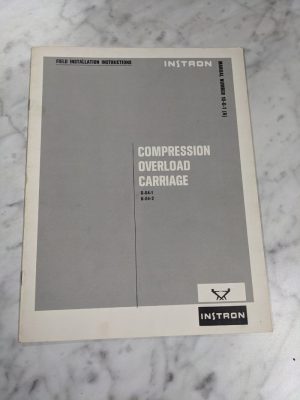 FIELD INSTALLATION INSTRUCTIONS
INSTRON
COMPRESSION
OVERLOAD
CARRIAGE
INSTRON